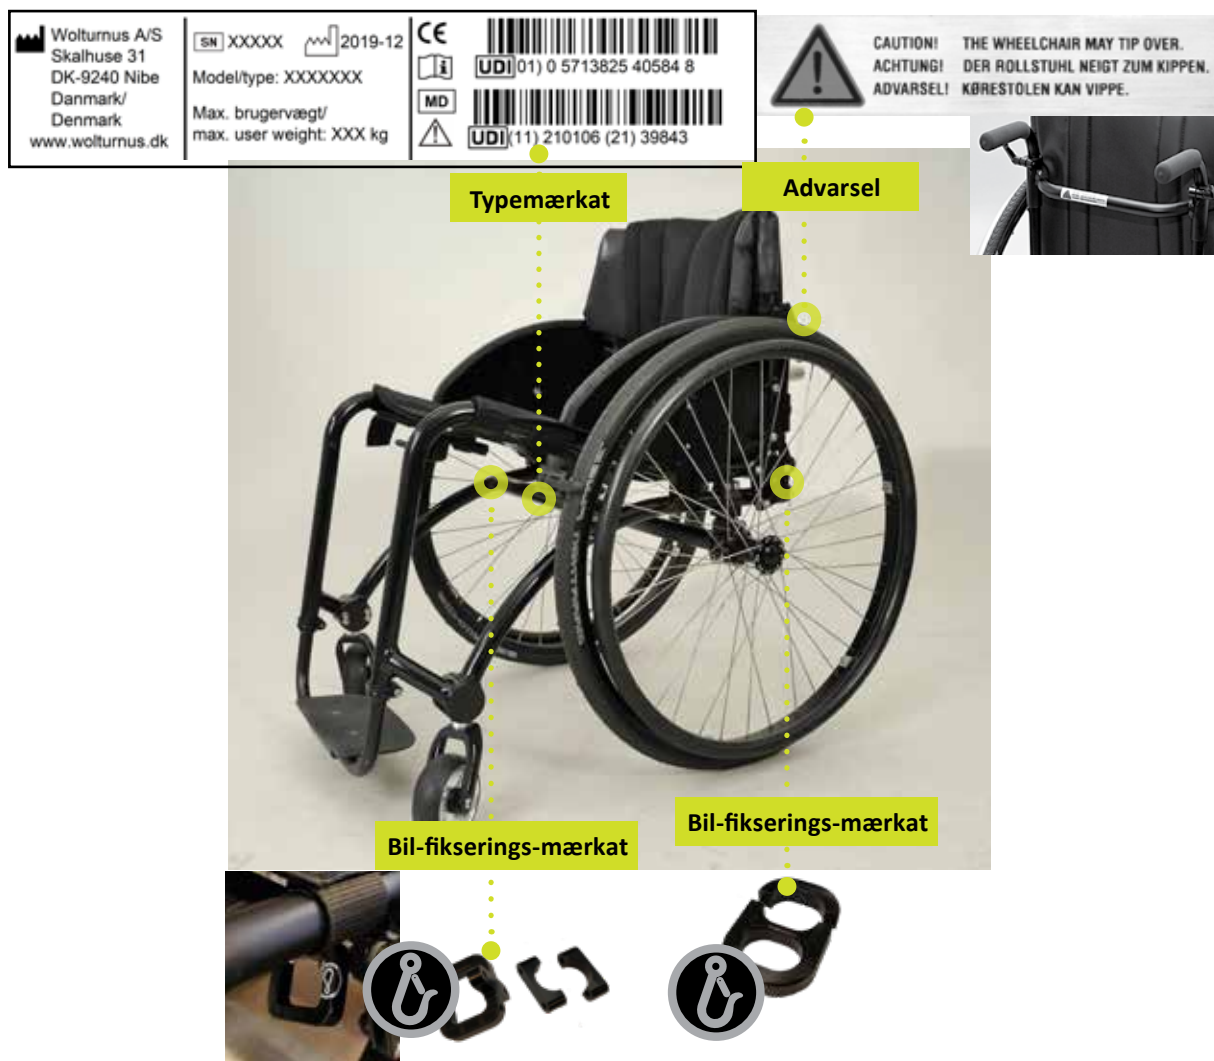 Wolturnus A/S
Skalhuse 31
DK-9240 Nibe
Danmark/
Denmark
www.wolturnus.dk
SN XXXXX 2019-12
Model/type: XXXXXXX
Max. brugervægt/
max. user weight: XXX kg
CE
UDI 01) 0 5713825 40584 8
MD
UDI (11) 210106 (21) 39843
CAUTION! THE WHEELCHAIR MAY TIP OVER.
ACHTUNG! DER ROLLSTUHL NEIGT ZUM KIPPEN.
ADVARSEL! KØRESTOLEN KAN VIPPE.
Typemærkat
Advarsel
Bil-fikserings-mærkat
Bil-fikserings-mærkat